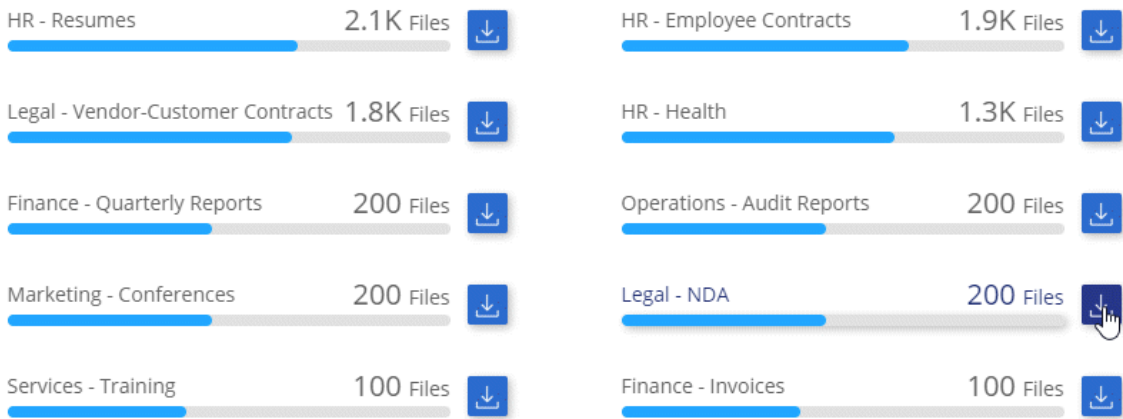 HR - Resumes 2.1K Files
HR - Employee Contracts 1.9K Files
Legal - Vendor-Customer Contracts 1.8K Files
HR - Health 1.3K Files
Finance - Quarterly Reports 200 Files
Operations - Audit Reports 200 Files
Marketing - Conferences 200 Files
Legal - NDA 200 Files
Services - Training 100 Files
Finance - Invoices 100 Files